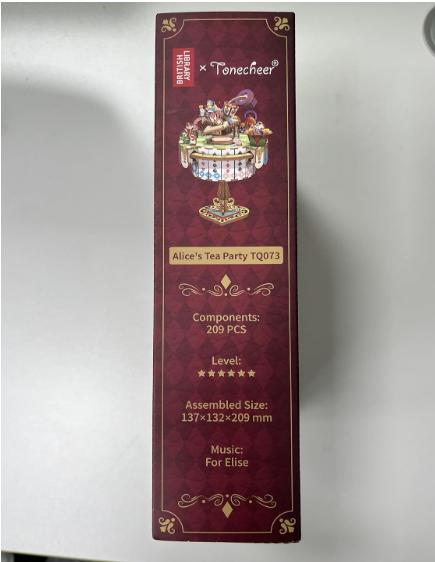 BRITISH
LIBRARY
× Tonecheer®
Alice's Tea Party TQ073
Components:
209 PCS
Level:
★★★★★★
Assembled Size:
137×132×209 mm
Music:
For Elise